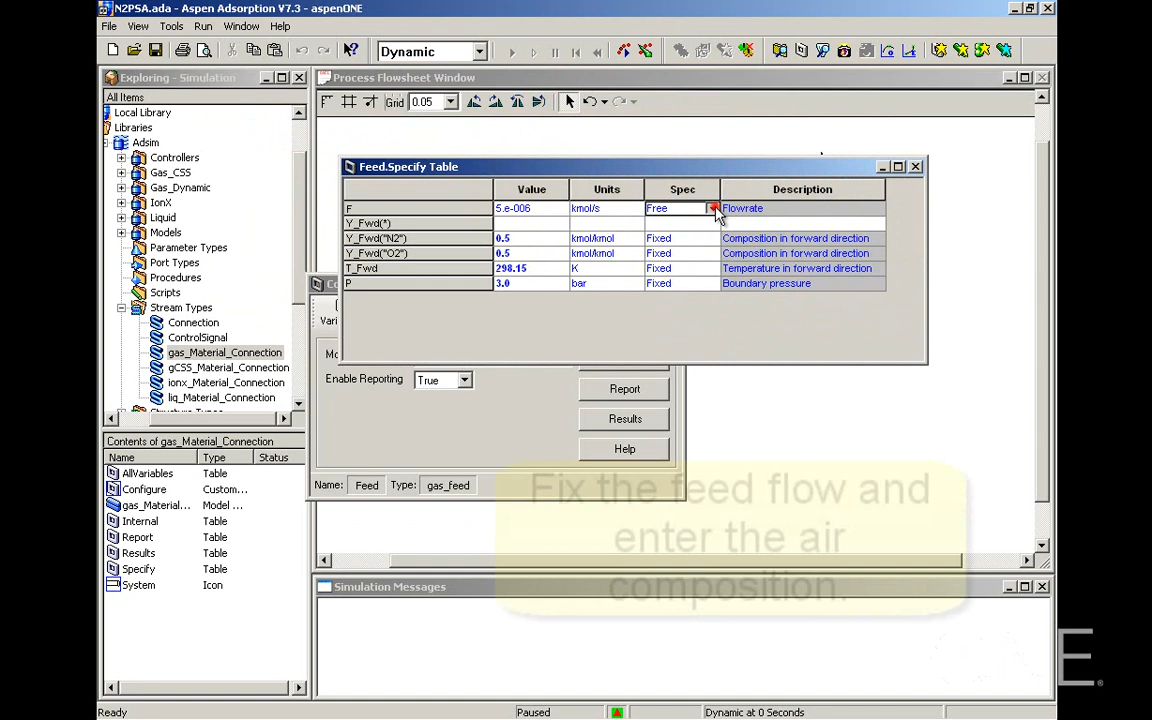 N2PSA.ada - Aspen Adsorption V7.3 - aspenONE
File View Tools Run Window Help
Dynamic
Exploring - Simulation
All Items
Local Library
Libraries
Adsim
Controllers
Gas_CSS
Gas_Dynamic
IonX
Liquid
Models
Parameter Types
Port Types
Procedures
Scripts
Stream Types
Connection
ControlSignal
gas_Material_Connection
gCSS_Material_Connection
ionx_Material_Connection
liq_Material_Connection
Contents of gas_Material_Connection
Name Type Status
AllVariables Table
Configure Custom...
gas_Material... Model ...
Internal Table
Report Table
Results Table
Specify Table
System Icon
Process Flowsheet Window
Grid 0.05
Feed.Specify Table
Value Units Spec Description
F 5.e-006 kmol/s Free Flowrate
Y_Fwd(*)
Y_Fwd("N2") 0.5 kmol/kmol Fixed Composition in forward direction
Y_Fwd("O2") 0.5 kmol/kmol Fixed Composition in forward direction
T_Fwd 298.15 K Fixed Temperature in forward direction
P 3.0 bar Fixed Boundary pressure
Enable Reporting True
Report
Results
Help
Name: Feed Type: gas_feed
Fix the feed flow and
enter the air
composition.
Simulation Messages
E
Ready Paused Dynamic at 0 Seconds